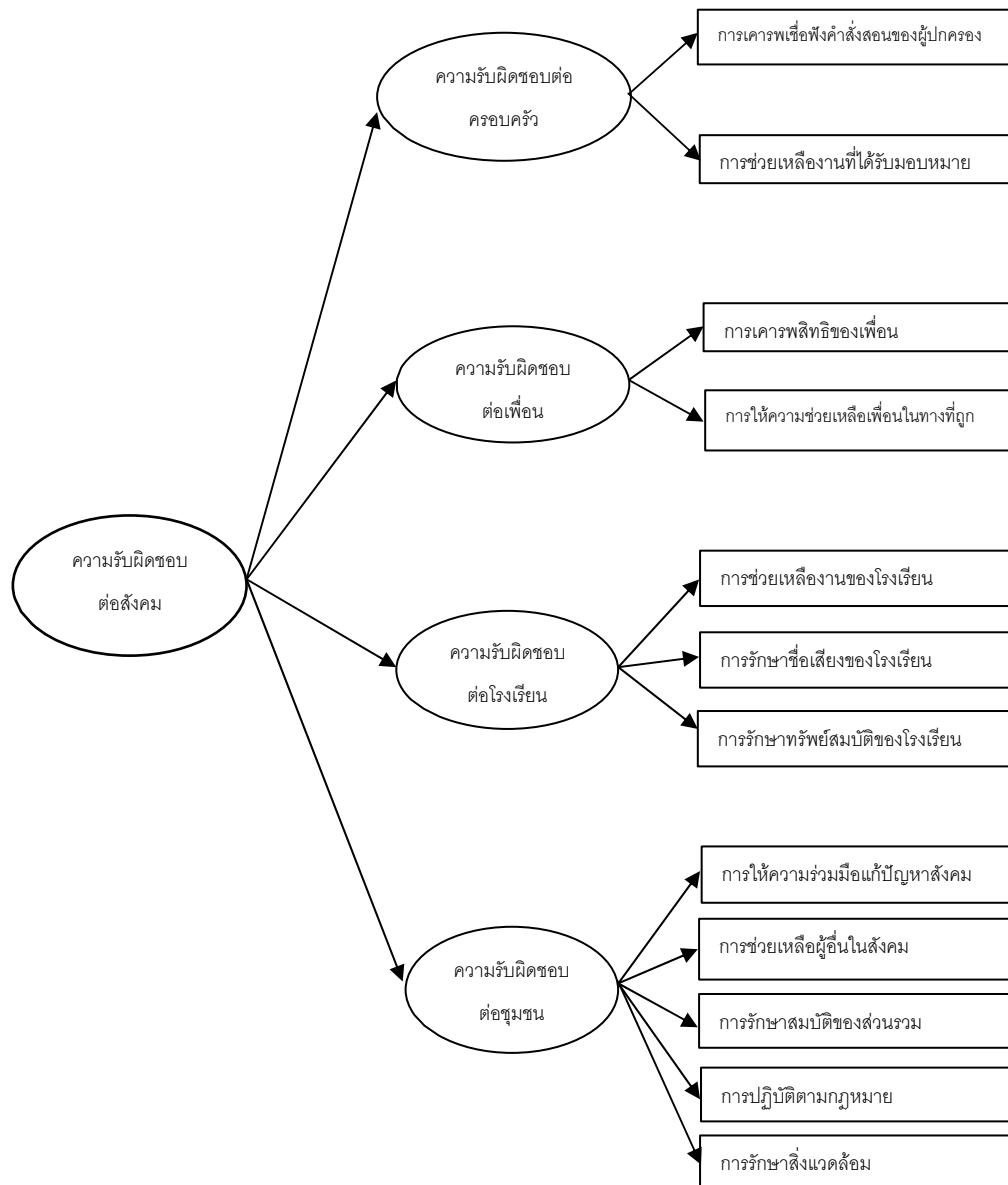 การเคารพเชื่อฟังคำสั่งสอนของผู้ปกครอง
ความรับผิดชอบต่อ
ครอบครัว
การช่วยเหลืองานที่ได้รับมอบหมาย
การเคารพสิทธิของเพื่อน
ความรับผิดชอบ
ต่อเพื่อน
การให้ความช่วยเหลือเพื่อนในทางที่ถูก
ความรับผิดชอบ
ต่อสังคม
การช่วยเหลืองานของโรงเรียน
ความรับผิดชอบ
ต่อโรงเรียน
การรักษาชื่อเสียงของโรงเรียน
การรักษาทรัพย์สมบัติของโรงเรียน
การให้ความร่วมมือแก้ปัญหาสังคม
การช่วยเหลือผู้อื่นในสังคม
ความรับผิดชอบ
ต่อชุมชน
การรักษาสมบัติของส่วนรวม
การปฏิบัติตามกฎหมาย
การรักษาสิ่งแวดล้อม